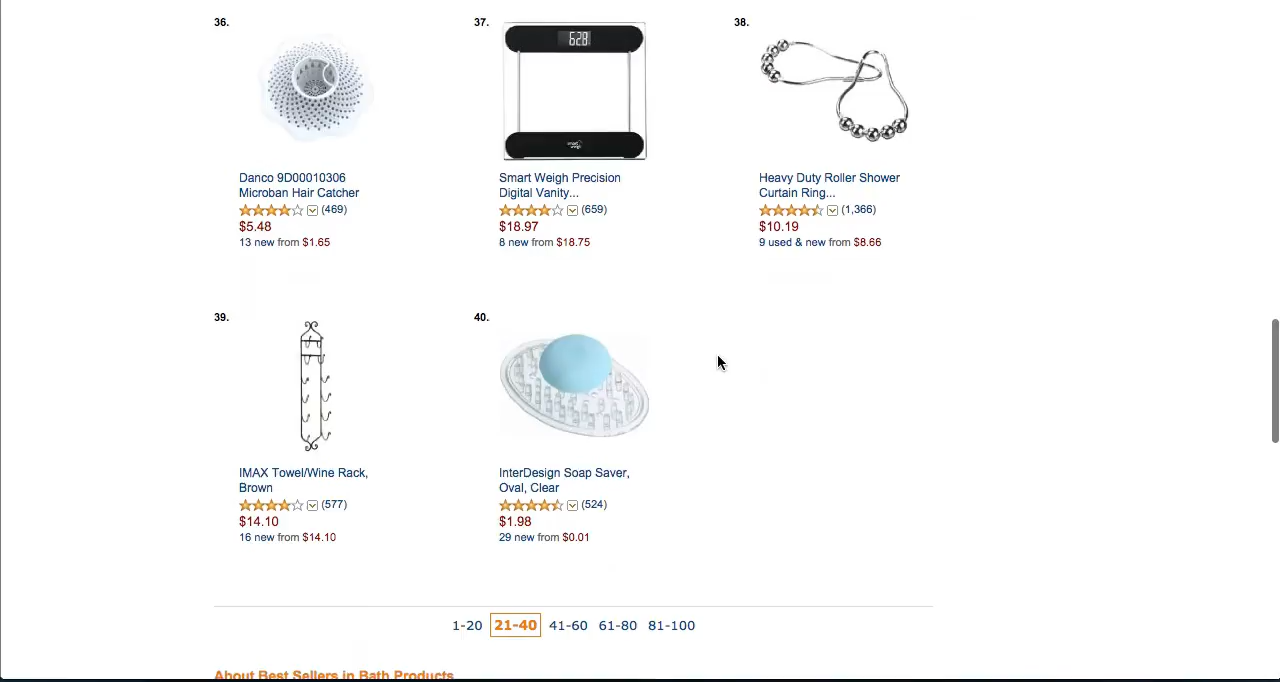 36.
Danco 9D00010306
Microban Hair Catcher
(469)
$5.48
13 new from $1.65
37.
628
Smart Weigh Precision
Digital Vanity...
(659)
$18.97
8 new from $18.75
38.
Heavy Duty Roller Shower
Curtain Ring...
(1,366)
$10.19
9 used & new from $8.66
39.
IMAX Towel/Wine Rack,
Brown
(577)
$14.10
16 new from $14.10
40.
InterDesign Soap Saver,
Oval, Clear
(524)
$1.98
29 new from $0.01
1-20 21-40 41-60 61-80 81-100
About Best Sellers in Bath Products